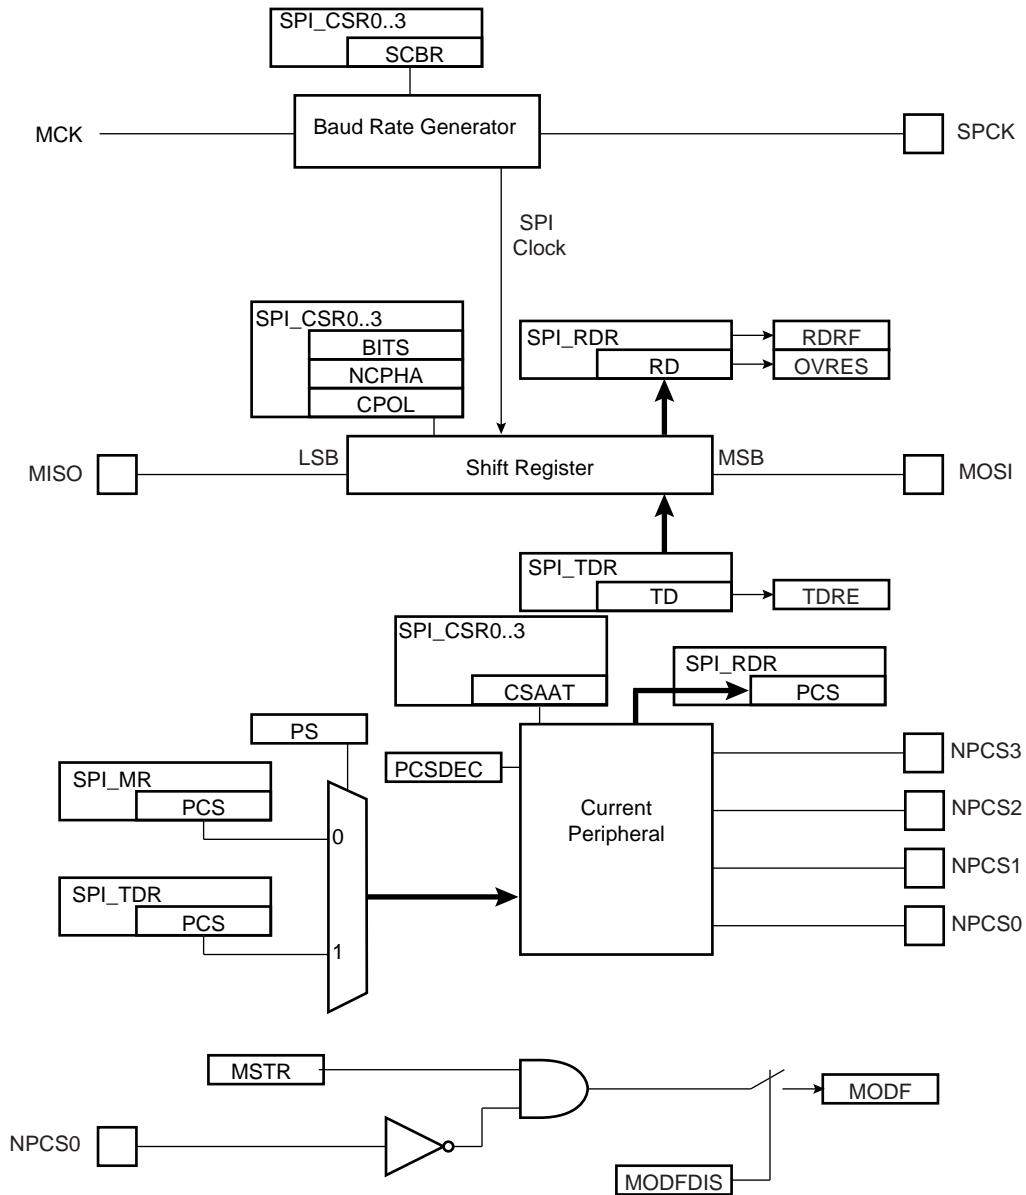 SPI_CSR0..3
SCBR
MCK
Baud Rate Generator
SPCK
SPI
Clock
SPI_CSR0..3
BITS
NCPHA
CPOL
SPI_RDR
RD
RDRF
OVRES
MISO
LSB
Shift Register
MSB
MOSI
SPI_TDR
TD
TDRE
SPI_CSR0..3
CSAAT
SPI_RDR
PCS
PS
PCSDEC
Current
Peripheral
NPCS3
NPCS2
NPCS1
NPCS0
SPI_MR
PCS
0
SPI_TDR
PCS
1
MSTR
MODF
NPCS0
MODFDIS